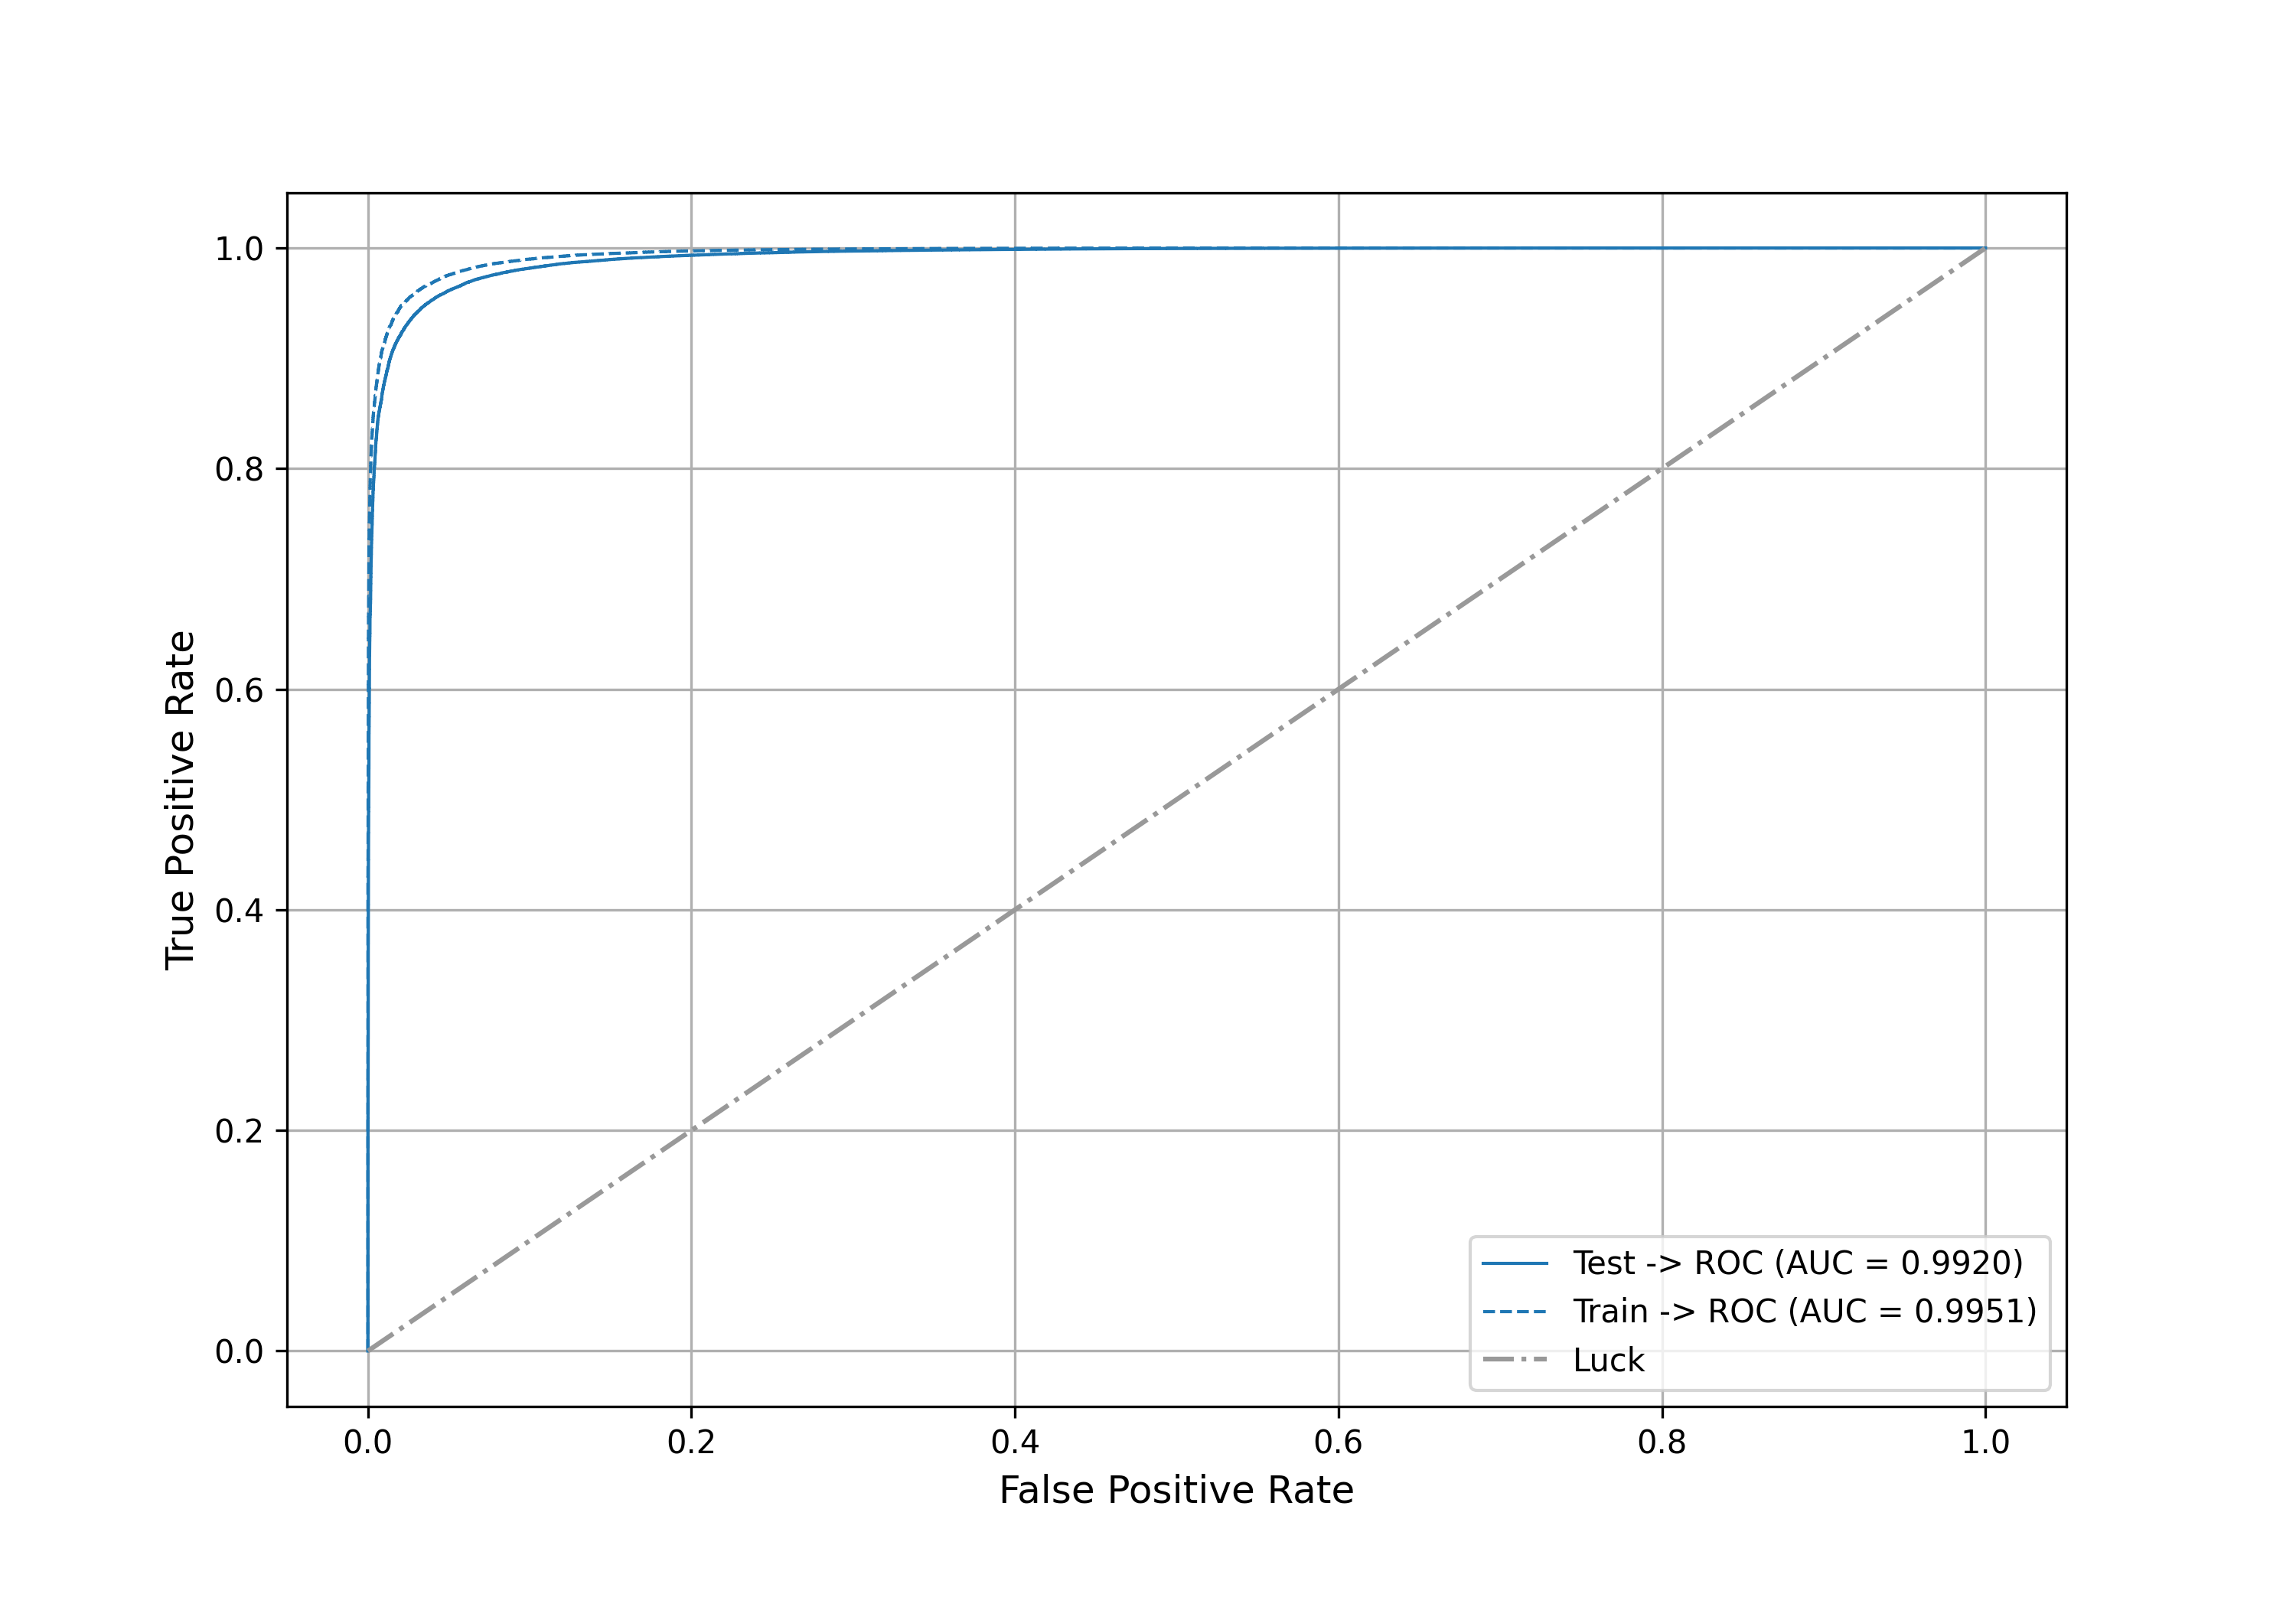 1.0
0.8
0.6
0.4
0.2
0.0
True Positive Rate
Test -> ROC (AUC = 0.9920)
Train -> ROC (AUC = 0.9951)
Luck
0.0 0.2 0.4 0.6 0.8 1.0
False Positive Rate